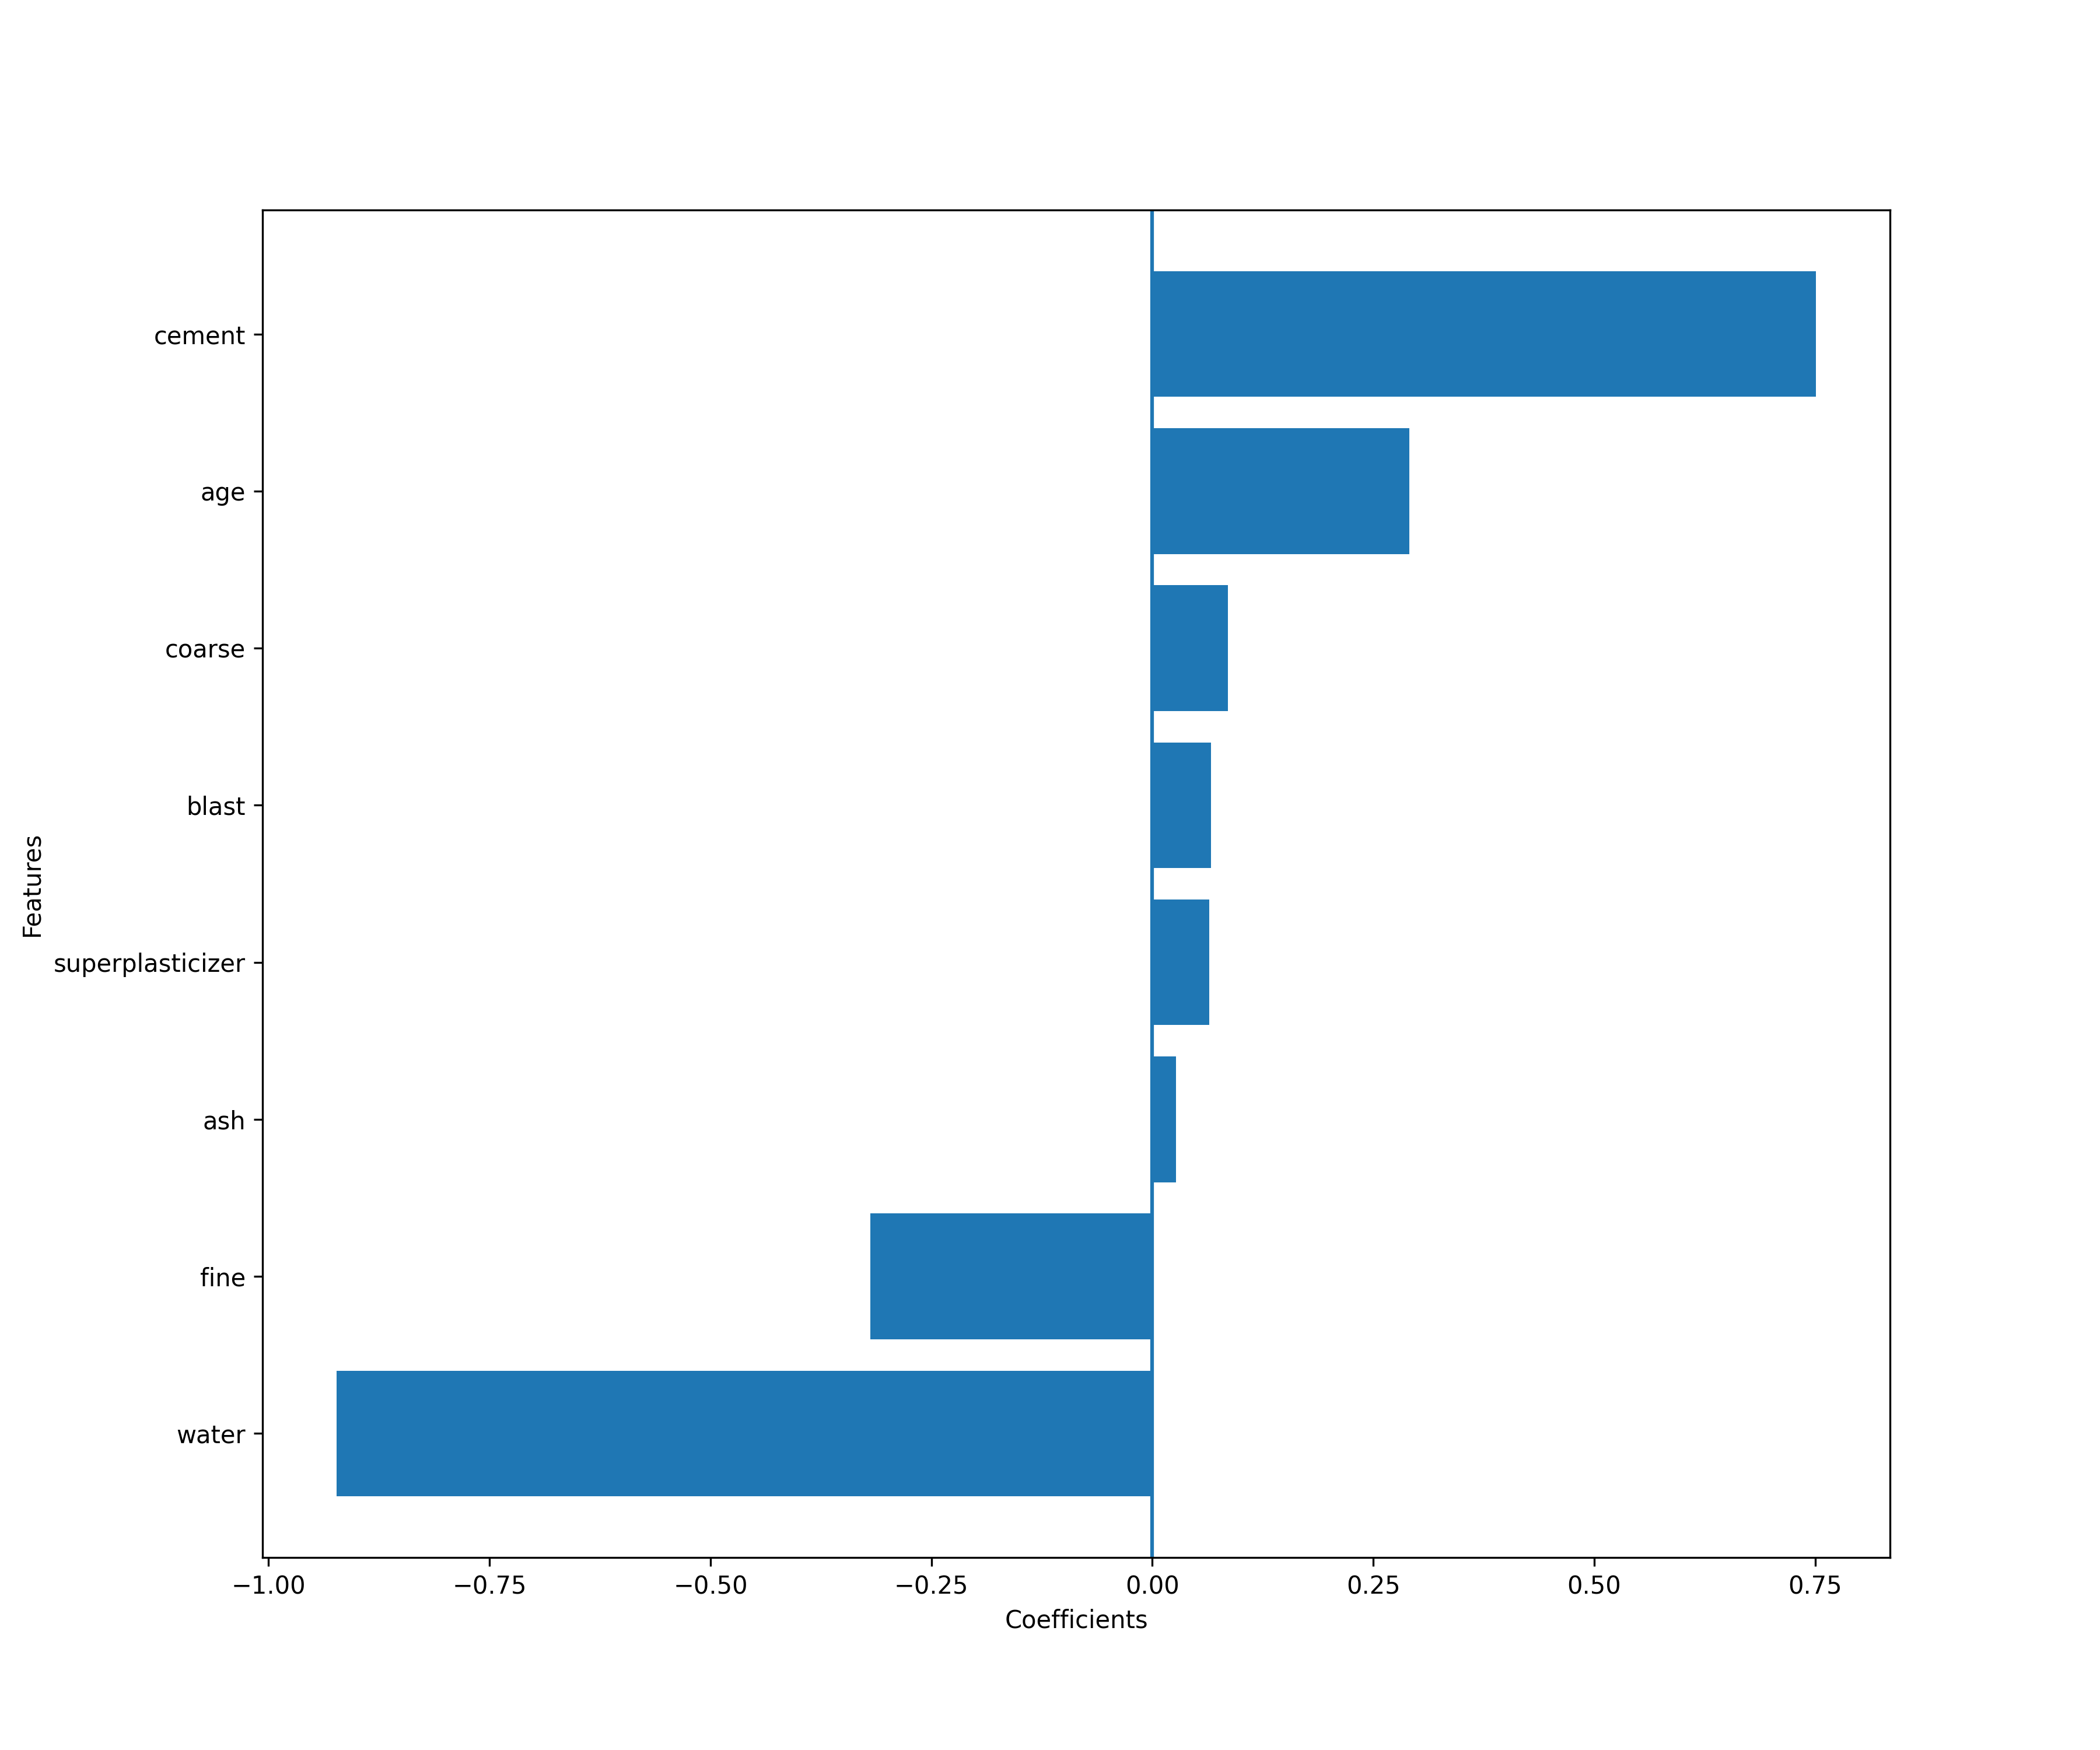 cement
age
coarse
blast
superplasticizer
ash
fine
water
Features
−1.00 −0.75 −0.50 −0.25 0.00 0.25 0.50 0.75
Coefficients